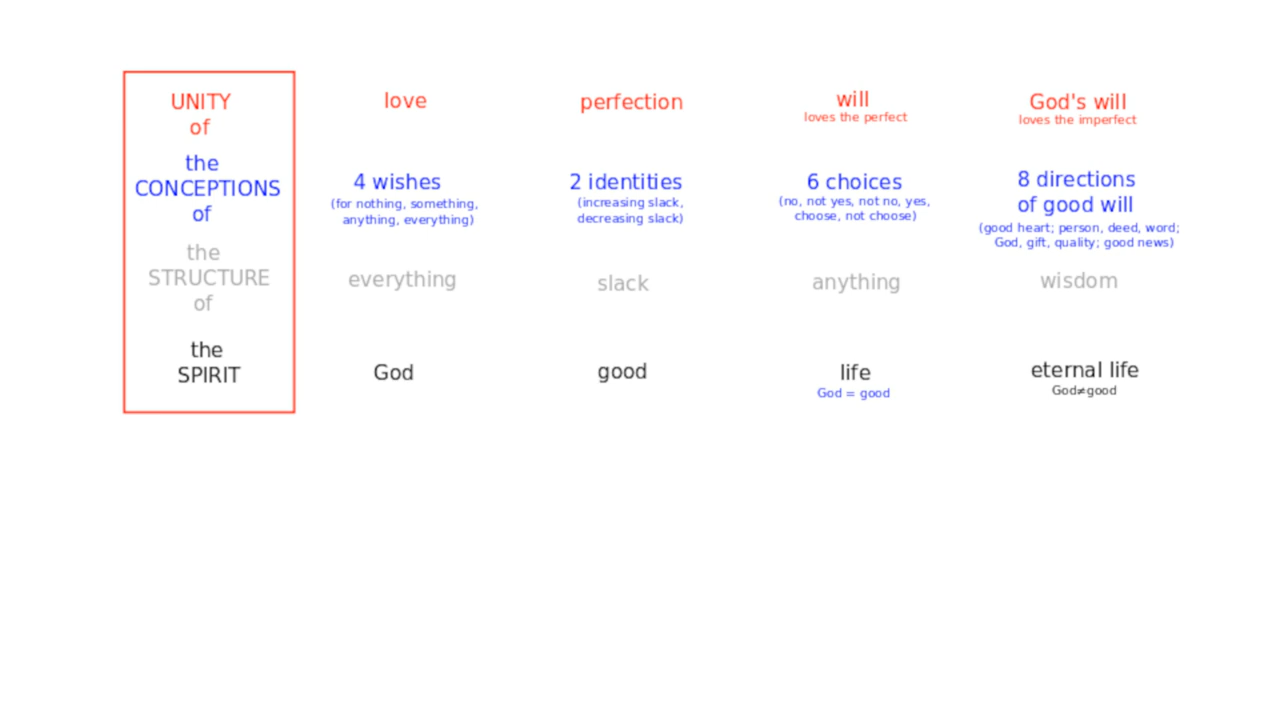 UNITY
of
the
CONCEPTIONS
of
the
STRUCTURE
of
the
SPIRIT
love
4 wishes
(for nothing, something,
anything, everything)
everything
God
perfection
2 identities
(increasing slack,
decreasing slack)
slack
good
will
loves the perfect
6 choices
(no, not yes, not no, yes,
choose, not choose)
anything
life
God = good
God's will
loves the imperfect
8 directions
of good will
(good heart; person, deed, word;
God, gift, quality; good news)
wisdom
eternal life
God≠good